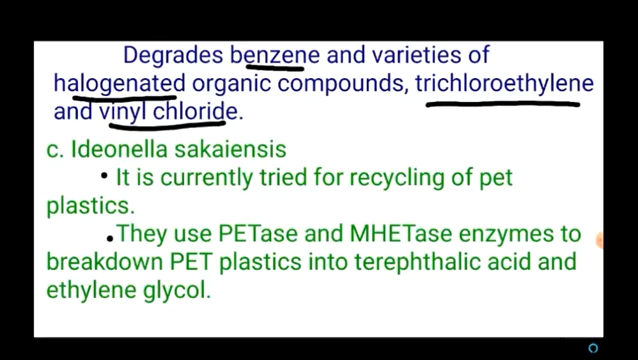 Degrades benzene and varieties of
halogenated organic compounds, trichloroethylene
and vinyl chloride.
c. Ideonella sakaiensis
• It is currently tried for recycling of pet
plastics.
.They use PETase and MHETase enzymes to
breakdown PET plastics into terephthalic acid and
ethylene glycol.